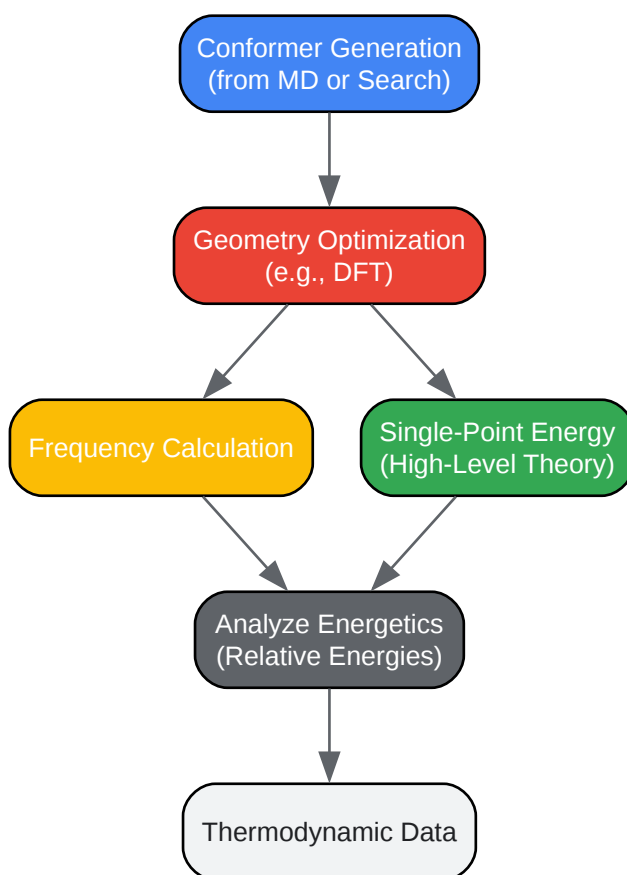 Conformer Generation
(from MD or Search)
Geometry Optimization
(e.g., DFT)
Frequency Calculation
Single-Point Energy
(High-Level Theory)
Analyze Energetics
(Relative Energies)
Thermodynamic Data